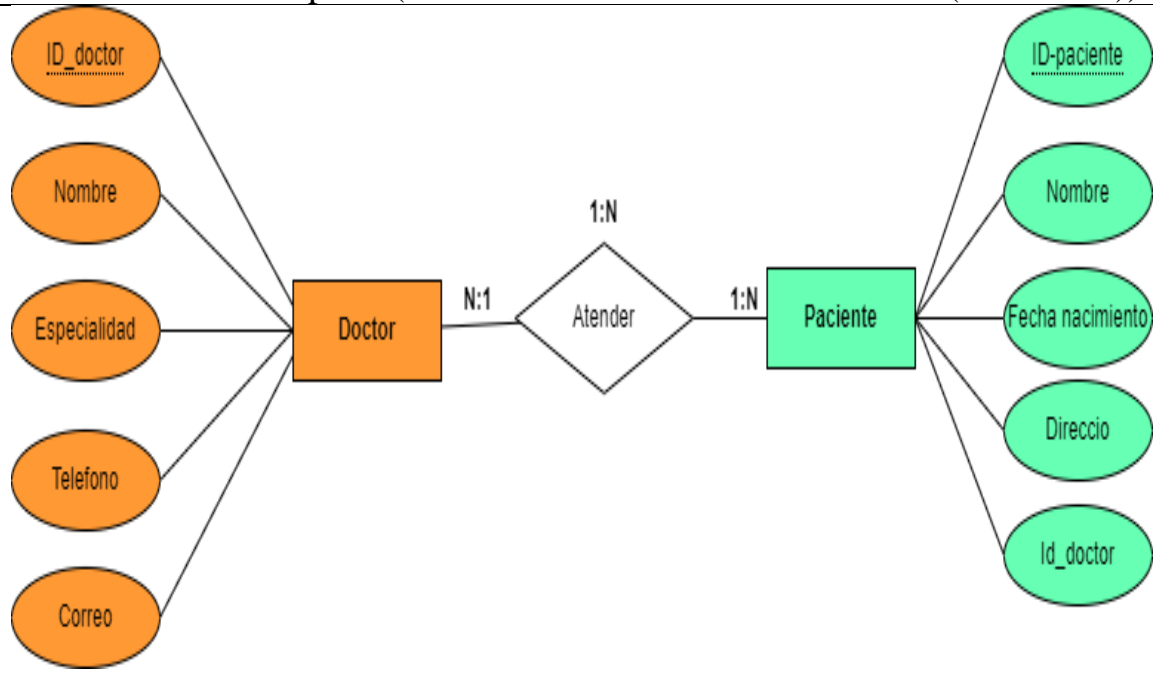 ID_doctor
Nombre
Especialidad
Telefono
Correo
Doctor
N:1
1:N
Atender
1:N
Paciente
ID-paciente
Nombre
Fecha nacimiento
Direccio
Id_doctor